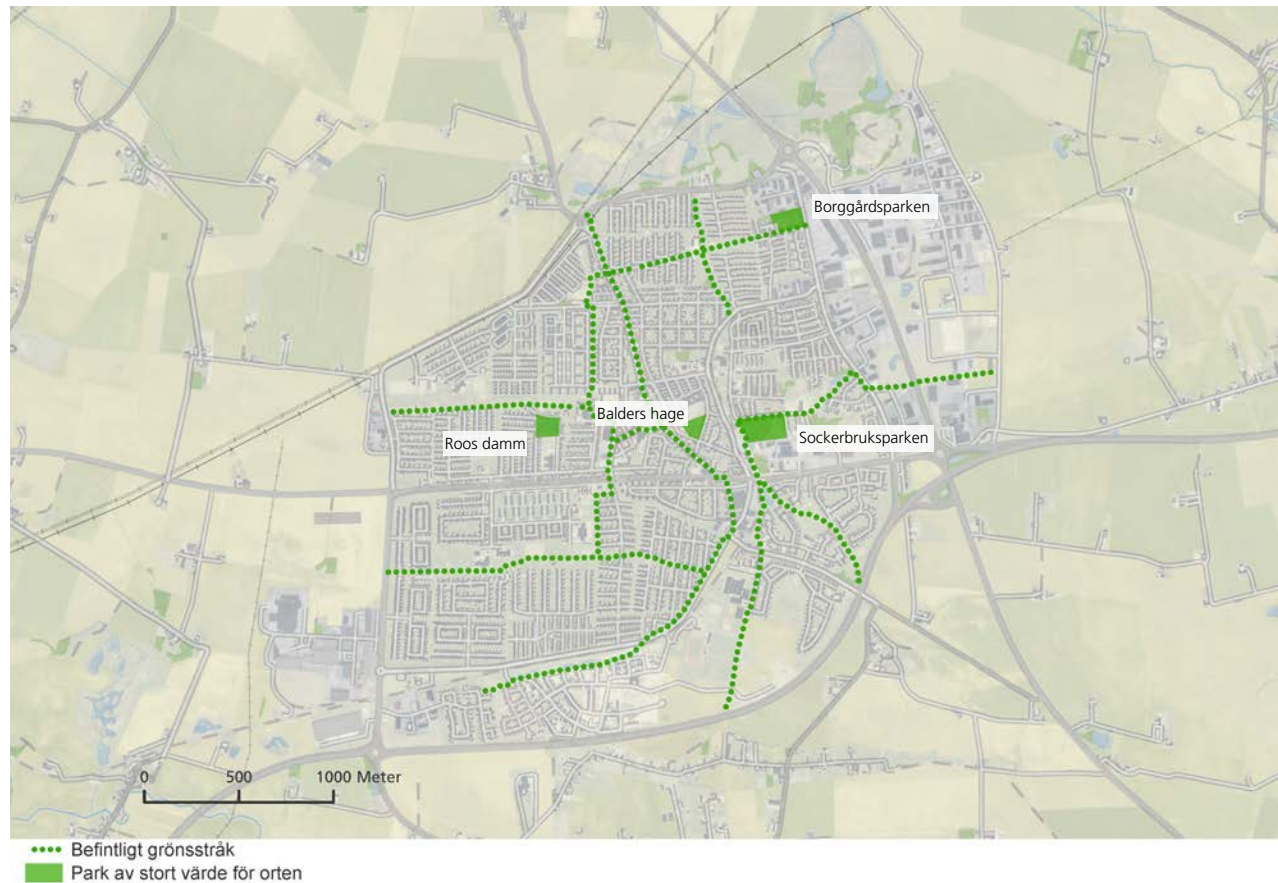 Borggårdsparken
Balders hage
Roos damm
Sockerbruksparken
0 500 1000 Meter
Befintligt grönsstråk
Park av stort värde för orten